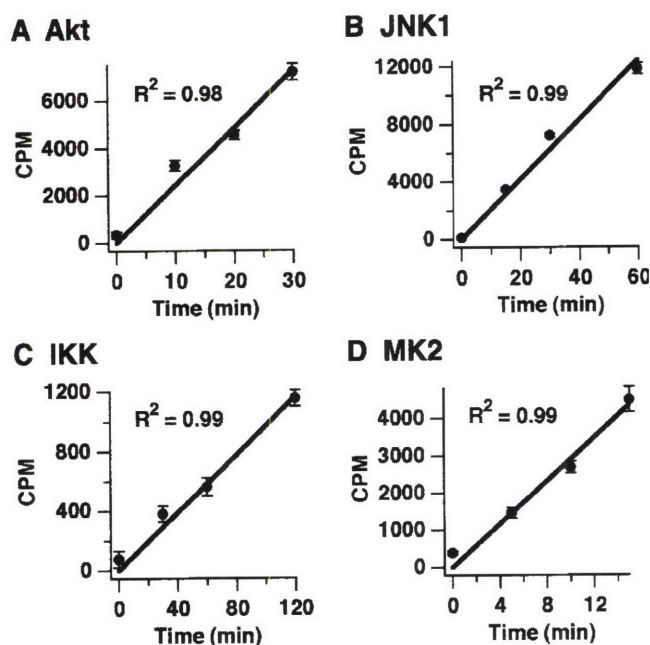 A Akt
R² = 0.98
CPM
6000
4000
2000
0
0 10 20 30
Time (min)
B JNK1
R² = 0.99
CPM
12000
8000
4000
0
0 20 40 60
Time (min)
C IKK
R² = 0.99
CPM
1200
800
400
0
0 40 80 120
Time (min)
D MK2
R² = 0.99
CPM
4000
3000
2000
1000
0
0 4 8 12
Time (min)